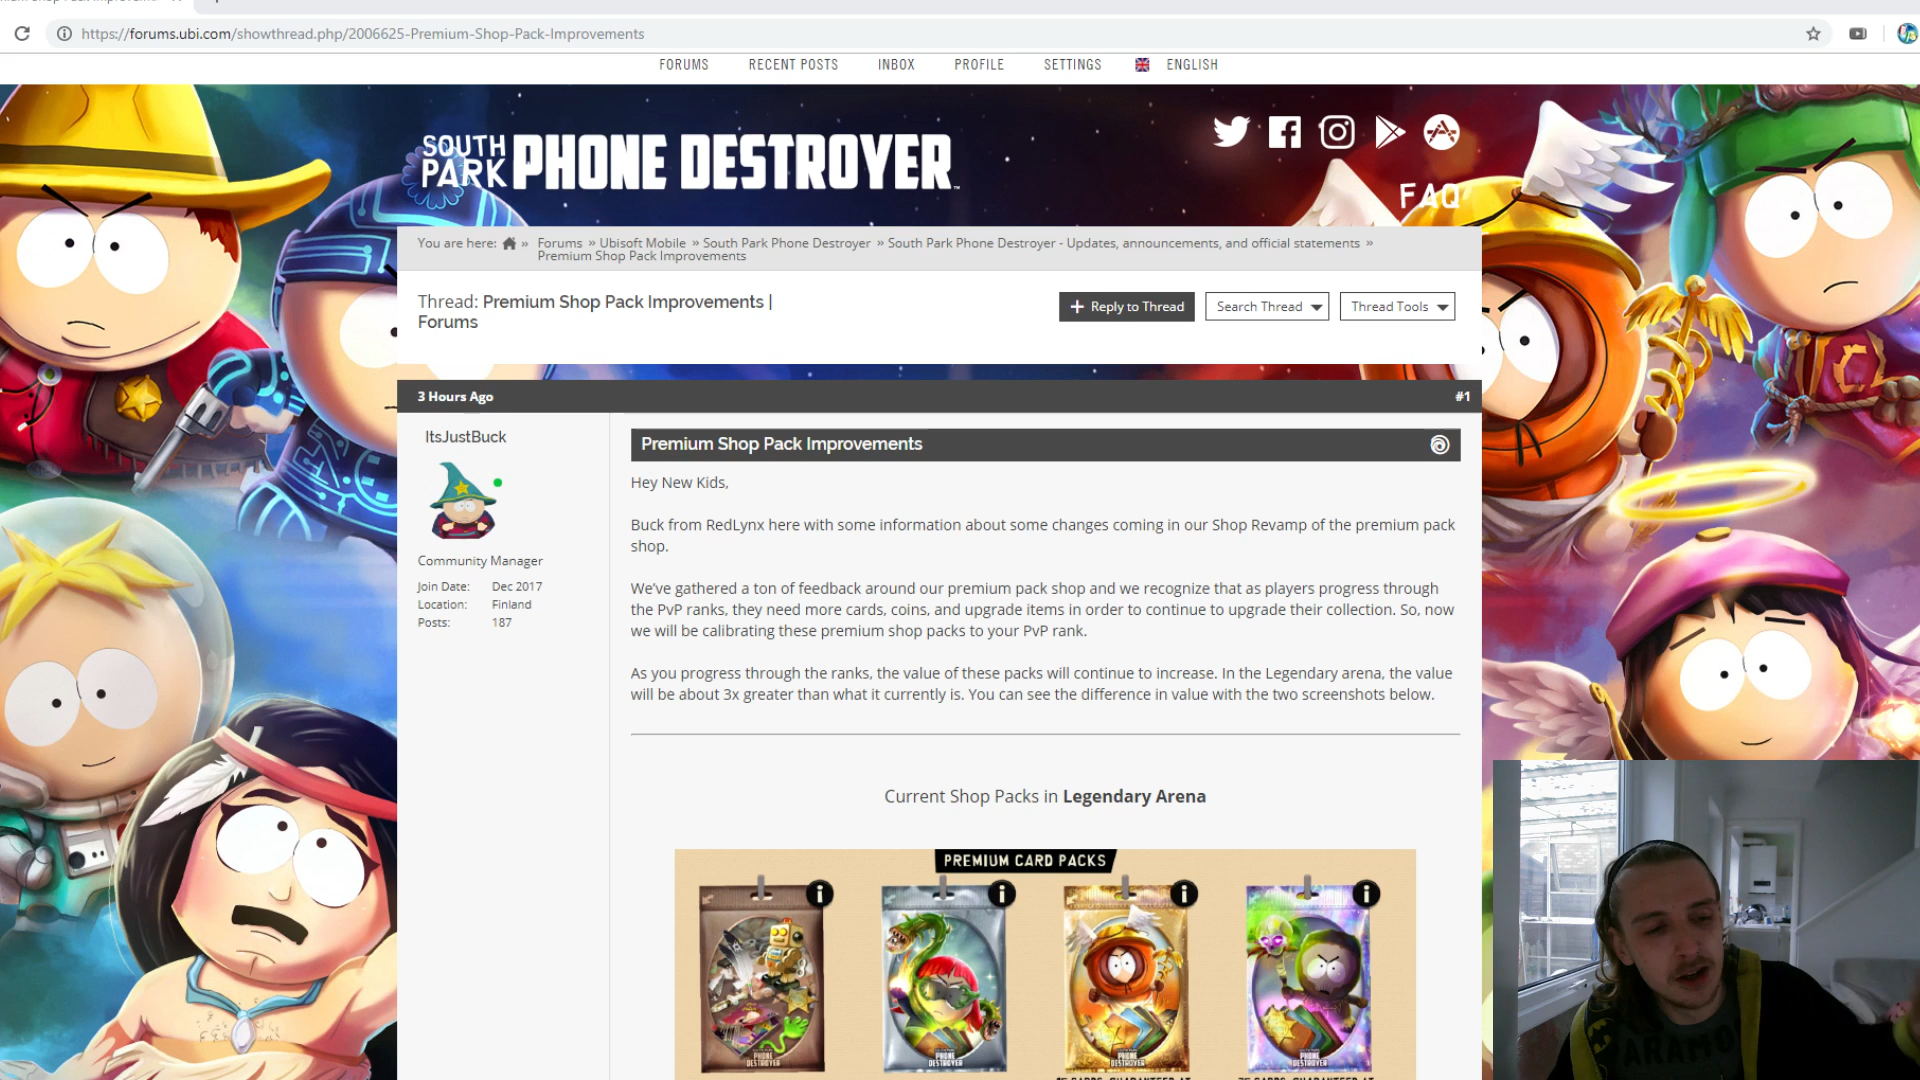 https://forums.ubi.com/showthread.php/2006625-Premium-Shop-Pack-Improvements
FORUMS RECENT POSTS INBOX PROFILE SETTINGS ENGLISH
SOUTH PARK PHONE DESTROYER
FAQ
You are here: » Forums » Ubisoft Mobile » South Park Phone Destroyer » South Park Phone Destroyer - Updates, announcements, and official statements »
Premium Shop Pack Improvements
Thread: Premium Shop Pack Improvements |
Forums
+ Reply to Thread Search Thread Thread Tools
3 Hours Ago #1
ItsJustBuck
Community Manager
Join Date: Dec 2017
Location: Finland
Posts: 187
Premium Shop Pack Improvements
Hey New Kids,
Buck from RedLynx here with some information about some changes coming in our Shop Revamp of the premium pack
shop.
We've gathered a ton of feedback around our premium pack shop and we recognize that as players progress through
the PvP ranks, they need more cards, coins, and upgrade items in order to continue to upgrade their collection. So, now
we will be calibrating these premium shop packs to your PvP rank.
As you progress through the ranks, the value of these packs will continue to increase. In the Legendary arena, the value
will be about 3x greater than what it currently is. You can see the difference in value with the two screenshots below.
Current Shop Packs in Legendary Arena
PREMIUM CARD PACKS
i i i i
PHONE DESTROYER
PHONE DESTROYER
PHONE DESTROYER
PHONE DESTROYER